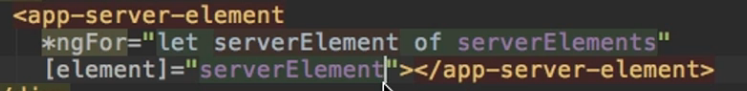 <app-server-element
*ngFor="let serverElement of serverElements"
[element]="serverElement"></app-server-element>